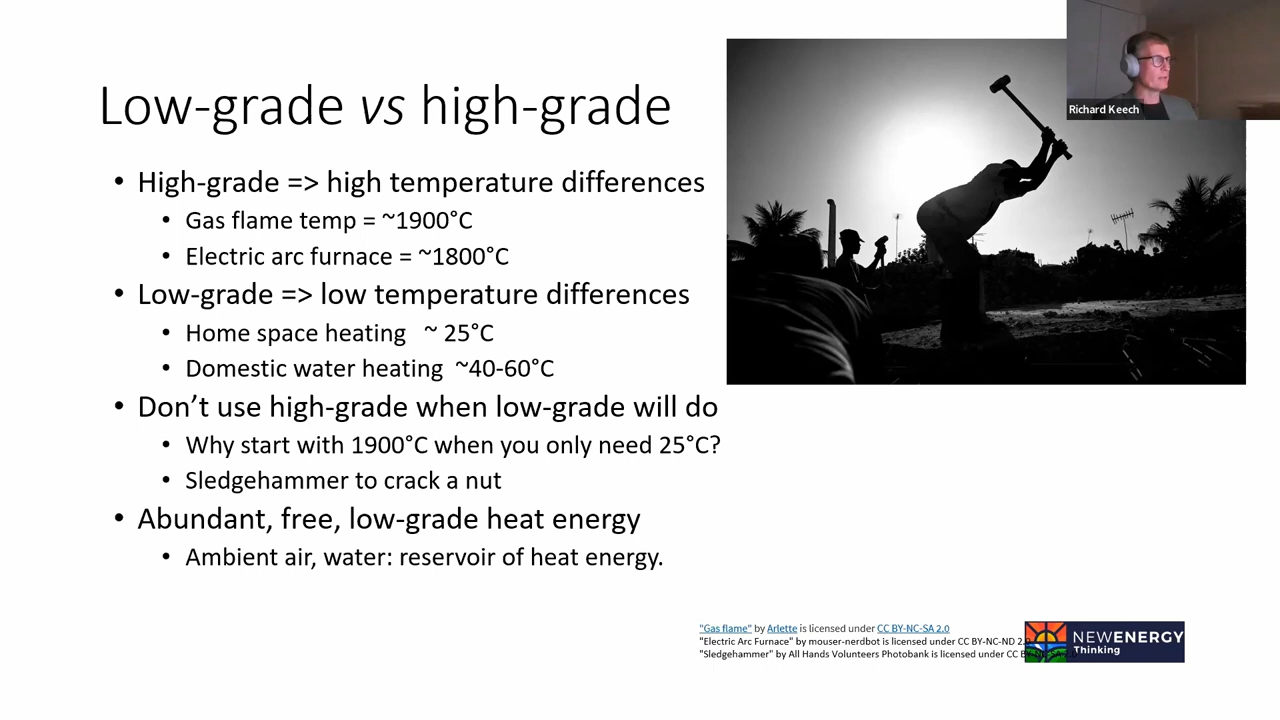 Richard Keech
Low-grade vs high-grade
• High-grade => high temperature differences
• Gas flame temp = ~1900°C
• Electric arc furnace = ~1800°C
• Low-grade => low temperature differences
• Home space heating ~ 25°C
• Domestic water heating ~40-60°C
• Don’t use high-grade when low-grade will do
• Why start with 1900°C when you only need 25°C?
• Sledgehammer to crack a nut
• Abundant, free, low-grade heat energy
• Ambient air, water: reservoir of heat energy.
"Gas flame" by Arlette is licensed under CC BY-NC-SA 2.0
"Electric Arc Furnace" by mouser-nerdbot is licensed under CC BY-NC-ND 2.0
"Sledgehammer" by All Hands Volunteers Photobank is licensed under CC
NEWENERGY
Thinking